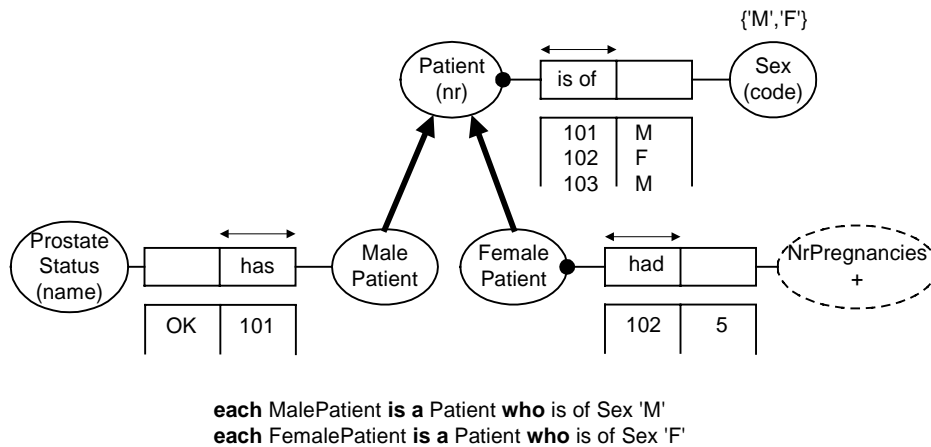 {'M','F'}
Patient
(nr)
is of
Sex
(code)
101 M
102 F
103 M
Prostate
Status
(name)
has
Male
Patient
Female
Patient
had
NrPregnancies
+
OK 101
102 5
each MalePatient is a Patient who is of Sex 'M'
each FemalePatient is a Patient who is of Sex 'F'